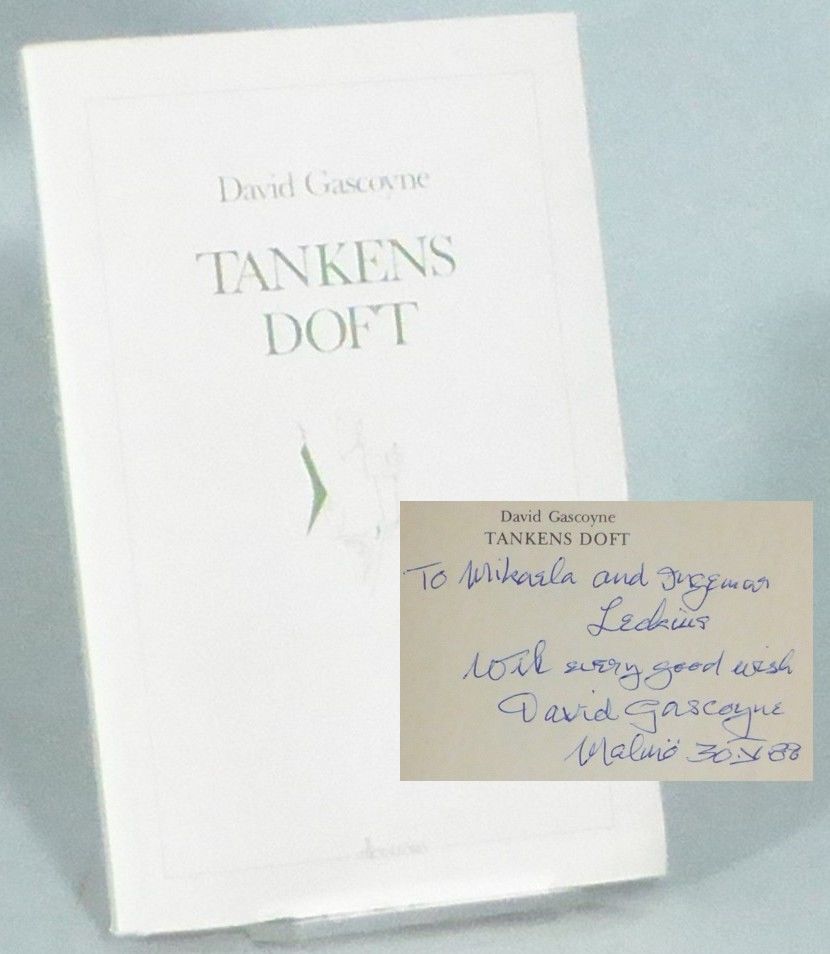 David Gascoyne
TANKENS
DOFT
David Gascoyne
TANKENS DOFT
To Mikaela and Ingemar
Leckius
With every good wish
David Gascoyne
Malmö 30.V 88